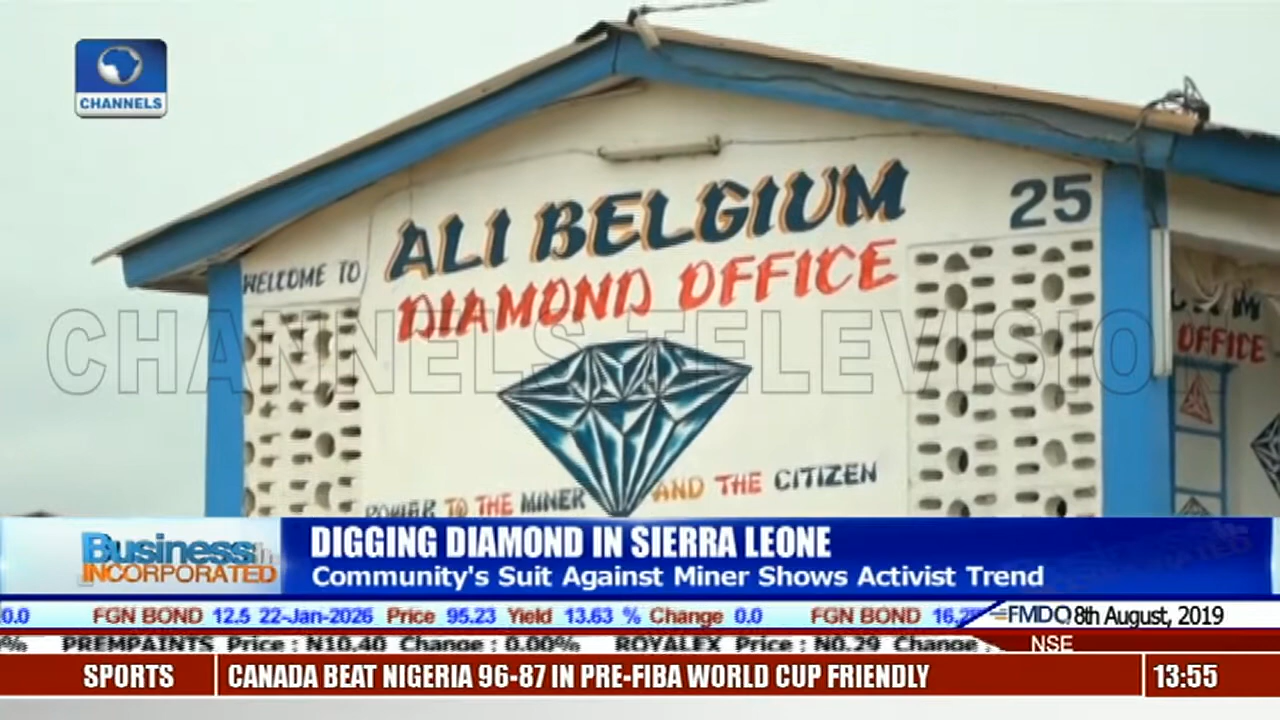 CHANNELS
WELCOME TO
ALI BELGIUM
25
DIAMOND OFFICE
OFFICE
CHANNELS TELEVISIO
POWER TO THE MINER AND THE CITIZEN
Business
INCORPORATED
DIGGING DIAMOND IN SIERRA LEONE
Community's Suit Against Miner Shows Activist Trend
0.0 FGN BOND 12.5 22-Jan-2026 Price 95.23 Yield 13.63 % Change 0.0 FGN BOND FMDQ 8th August, 2019
% PREMPAINTS Price : N10.40 Change : 0.00% ROYALEX Price : N0.29 Change NSE
SPORTS CANADA BEAT NIGERIA 96-87 IN PRE-FIBA WORLD CUP FRIENDLY 13:55